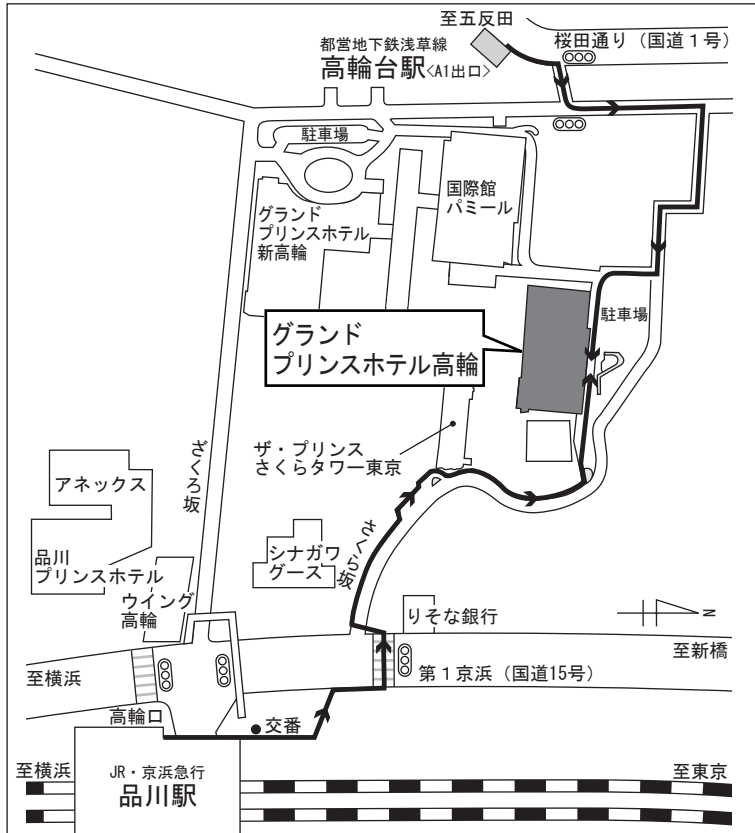 至五反田
都営地下鉄浅草線
高輪台駅<A1出口>
桜田通り（国道1号）
駐車場
国際館
パミール
グランド
プリンスホテル
新高輪
駐車場
グランド
プリンスホテル高輪
ざくろ坂
ザ・プリンス
さくらタワー東京
アネックス
品川
プリンスホテル
ウイング
高輪
シナガワ
グース
さくら坂
りそな銀行
N
至新橋
至横浜
第1京浜（国道15号）
高輪口
交番
至横浜
JR・京浜急行
品川駅
至東京